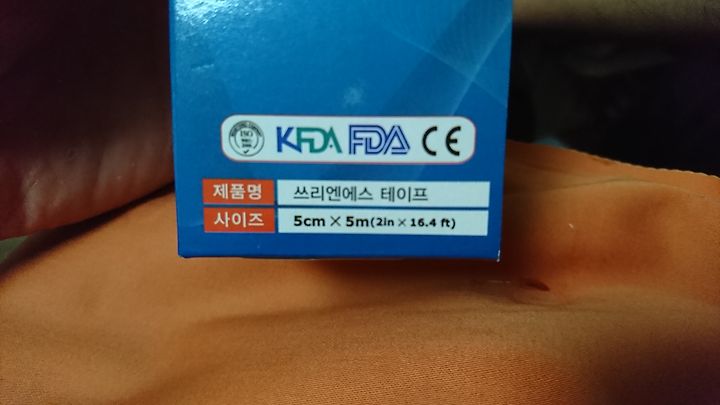 ISO
KFDA FDA CE
제품명 쓰리엔에스 테이프
사이즈 5cm × 5m(2in × 16.4 ft)